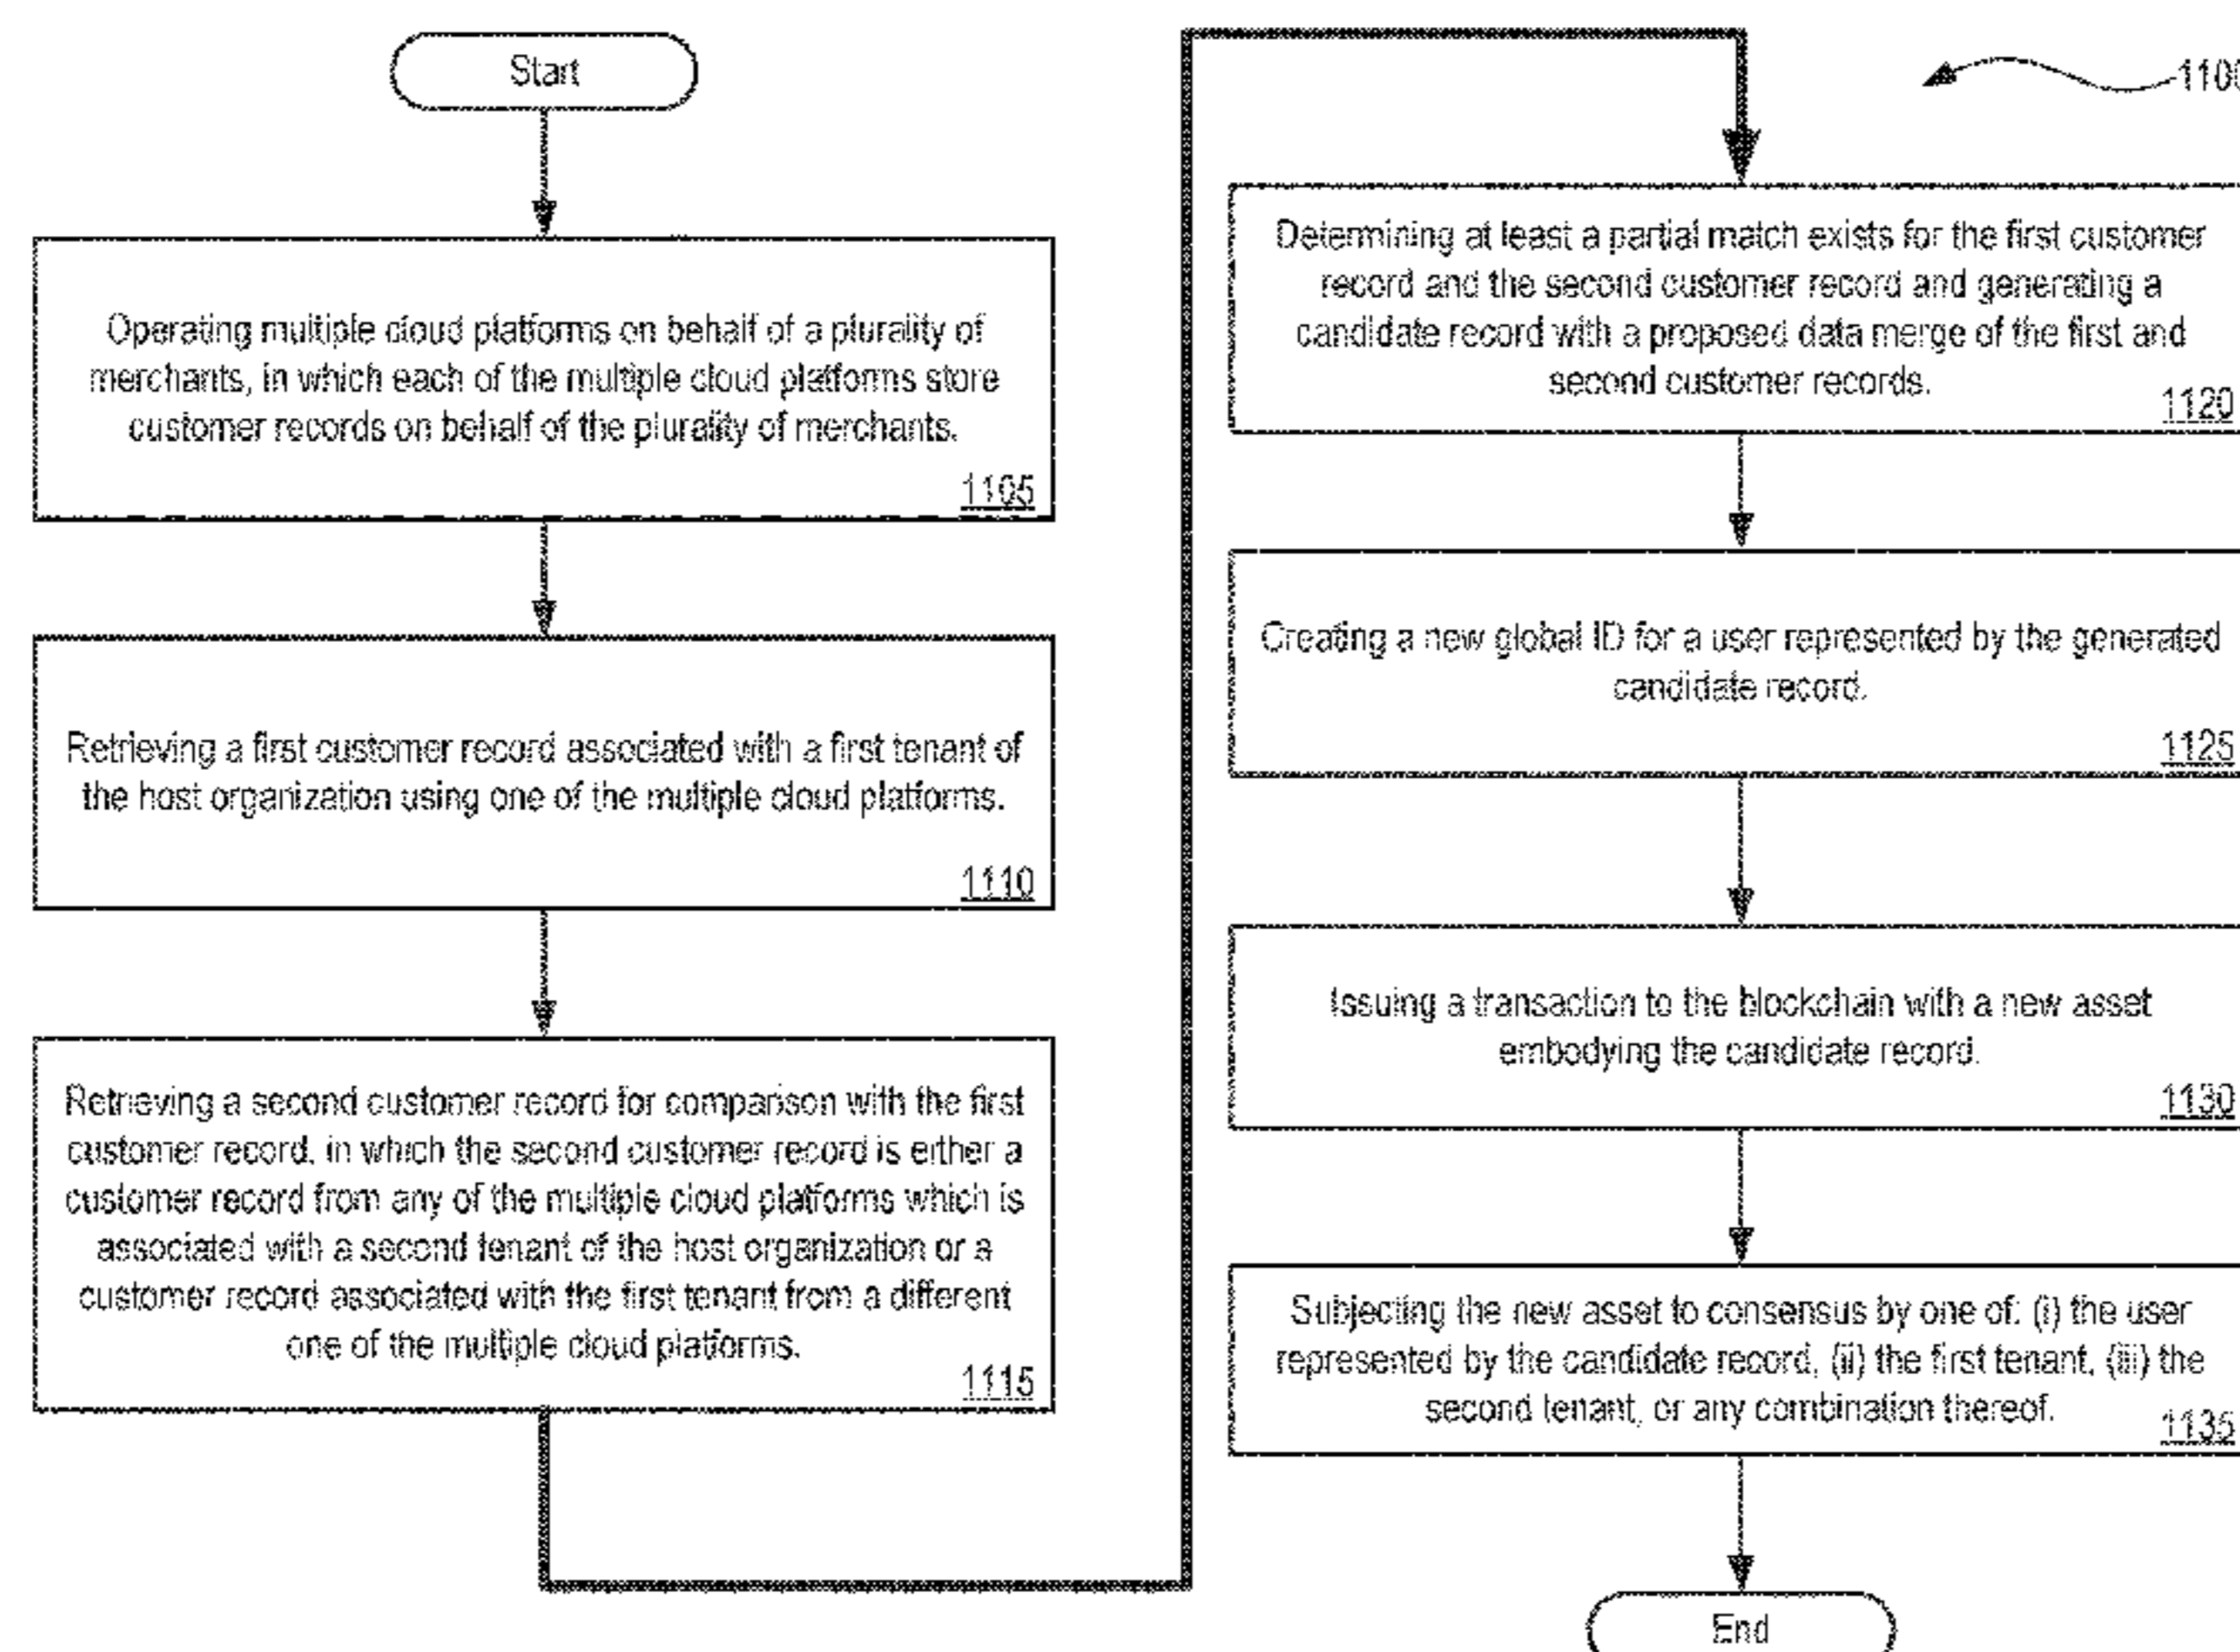 Start
Operating multiple cloud platforms on behalf of a plurality of
merchants, in which each of the multiple cloud platforms store
customer records on behalf of the plurality of merchants.
1105
Retrieving a first customer record associated with a first tenant of
the host organization using one of the multiple cloud platforms.
1110
Retrieving a second customer record for comparison with the first
customer record, in which the second customer record is either a
customer record from any of the multiple cloud platforms which is
associated with a second tenant of the host organization or a
customer record associated with the first tenant from a different
one of the multiple cloud platforms.
1115
1100
Determining at least a partial match exists for the first customer
record and the second customer record and generating a
candidate record with a proposed data merge of the first and
second customer records.
1120
Creating a new global ID for a user represented by the generated
candidate record.
1125
Issuing a transaction to the blockchain with a new asset
embodying the candidate record.
1130
Subjecting the new asset to consensus by one of: (i) the user
represented by the candidate record, (ii) the first tenant, (iii) the
second tenant, or any combination thereof.
1135
End